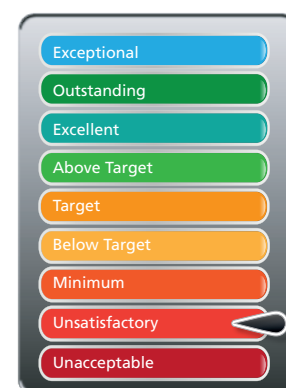 Exceptional
Outstanding
Excellent
Above Target
Target
Below Target
Minimum
Unsatisfactory
Unacceptable